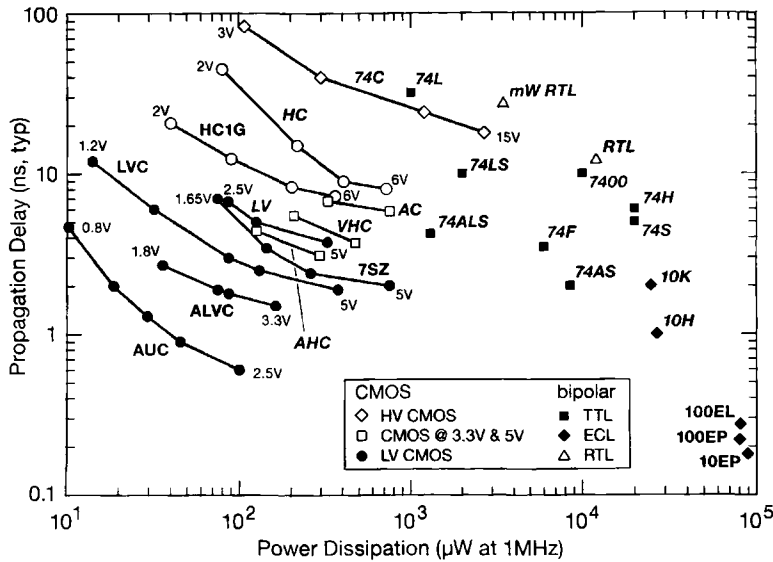 100
10
1
0.1
Propagation Delay (ns, typ)
10^1
10^2
10^3
10^4
10^5
Power Dissipation (µW at 1MHz)
3V
74C
74L
mW RTL
2V
HC
15V
RTL
2V
HC1G
74LS
7400
1.2V
LVC
1.65V
2.5V
LV
6V
6V
AC
74H
74S
0.8V
VHC
74ALS
74F
1.8V
5V
7SZ
74AS
10K
ALVC
5V
5V
3.3V
AHC
10H
AUC
2.5V
CMOS
HV CMOS
CMOS @ 3.3V & 5V
LV CMOS
bipolar
TTL
ECL
RTL
100EL
100EP
10EP